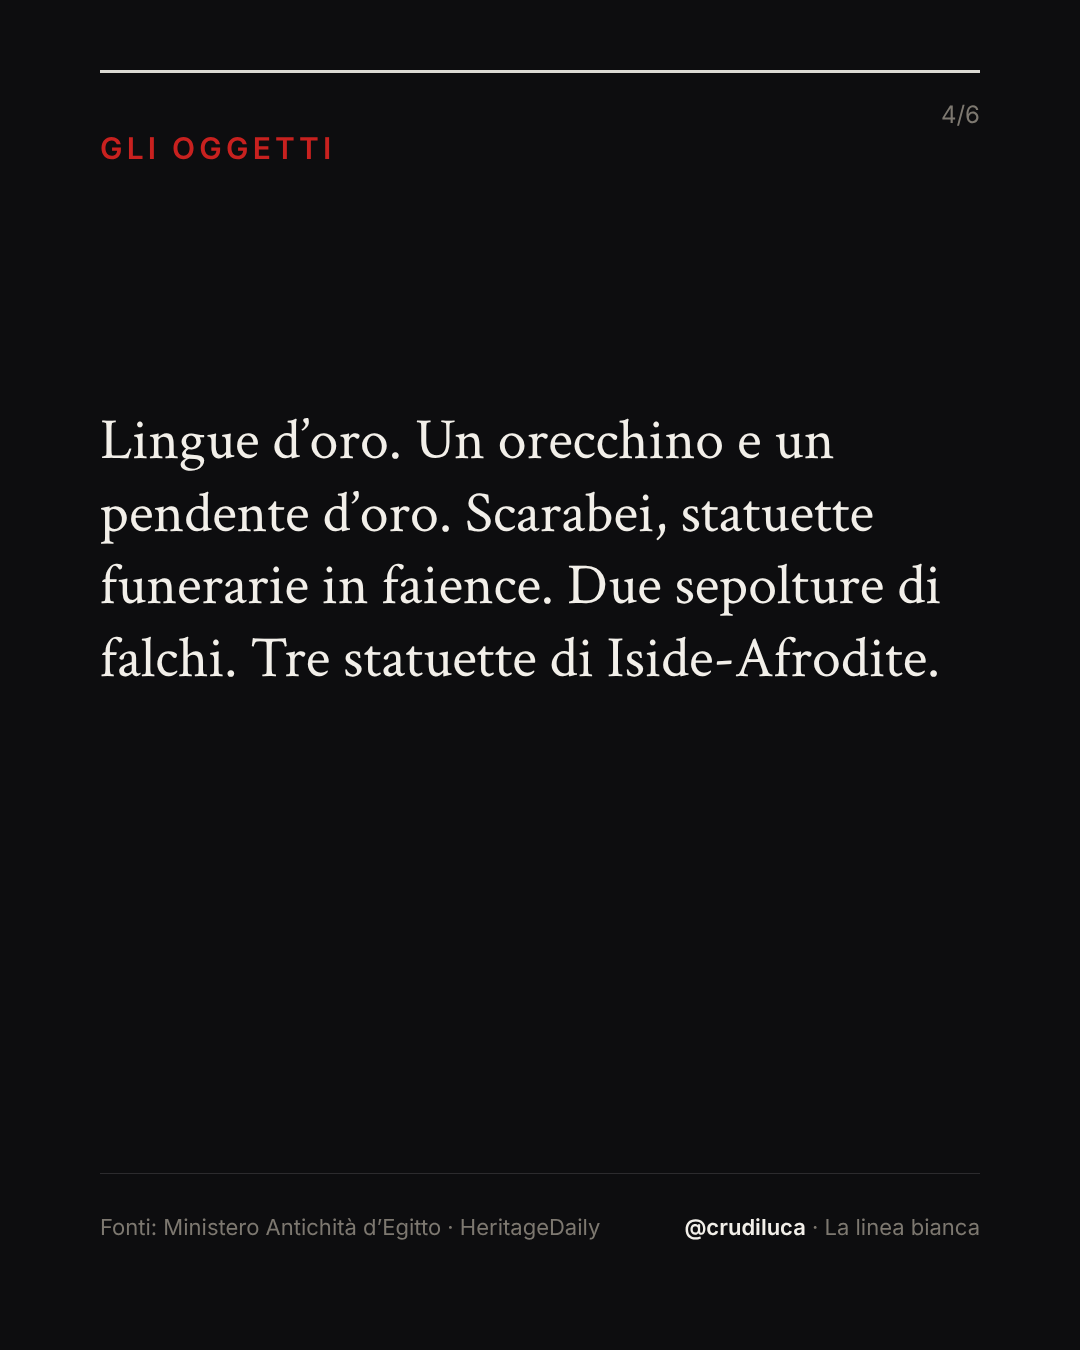 4/6
GLI OGGETTI
Lingue d’oro. Un orecchino e un
pendente d’oro. Scarabei, statuette
funerarie in faience. Due sepolture di
falchi. Tre statuette di Iside-Afrodite.
Fonti: Ministero Antichità d’Egitto · HeritageDaily
@crudiluca · La linea bianca